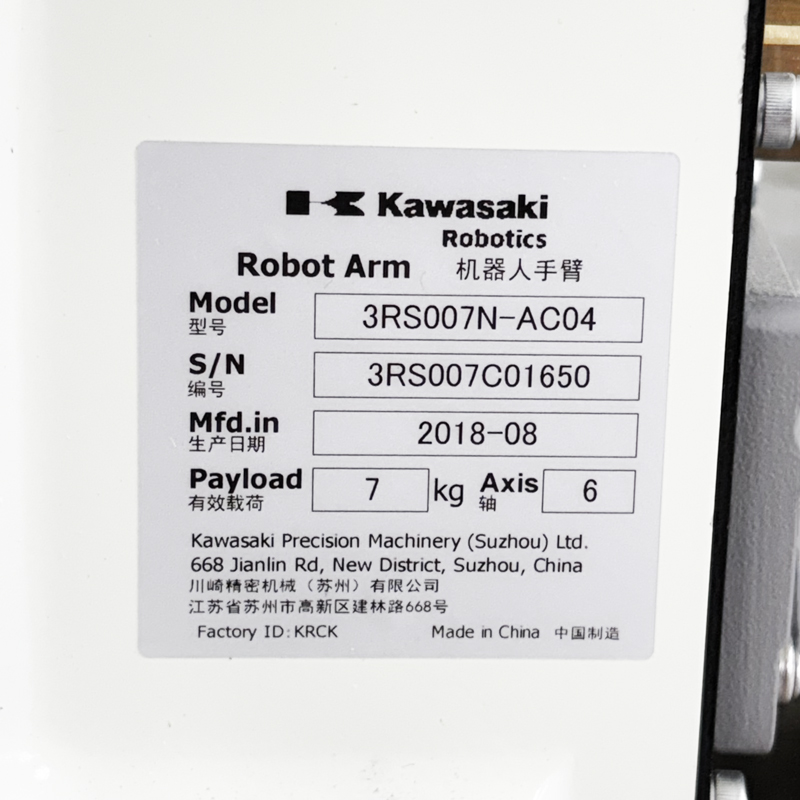 Kawasaki
Robotics
Robot Arm 机器人手臂
Model 3RS007N-AC04
型号
S/N 3RS007C01650
编号
Mfd.in 2018-08
生产日期
Payload 7 kg Axis 6
有效载荷 轴
Kawasaki Precision Machinery (Suzhou) Ltd.
668 Jianlin Rd, New District, Suzhou, China
川崎精密机械（苏州）有限公司
江苏省苏州市高新区建林路668号
Factory ID:KRCK Made in China 中国制造